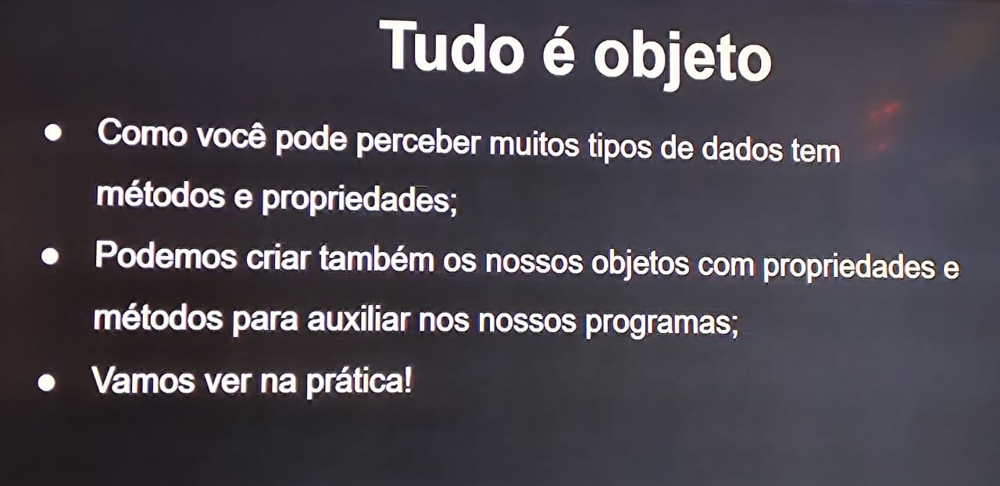 Tudo é objeto
● Como você pode perceber muitos tipos de dados tem
métodos e propriedades;
● Podemos criar também os nossos objetos com propriedades e
métodos para auxiliar nos nossos programas;
● Vamos ver na prática!